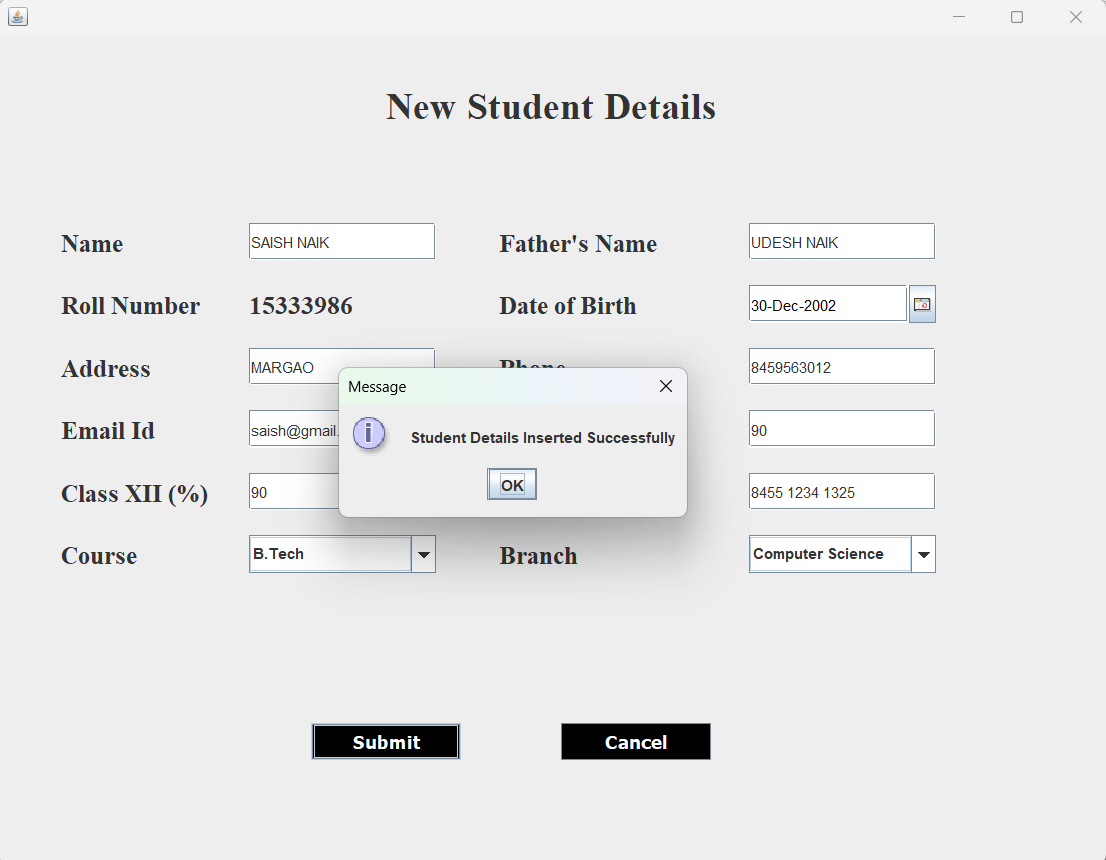 New Student Details
Name SAISH NAIK Father's Name UDESH NAIK
Roll Number 15333986 Date of Birth 30-Dec-2002
Address MARGAO Phone 8459563012
Message
Email Id saish@gmail. 90
Student Details Inserted Successfully
OK
Class XII (%) 90 8455 1234 1325
Course B.Tech Branch Computer Science
Submit Cancel